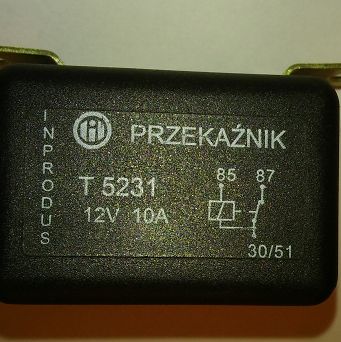 INPRODUS
PRZEKAŹNIK
T 5231
12V 10A
85 87
30/51